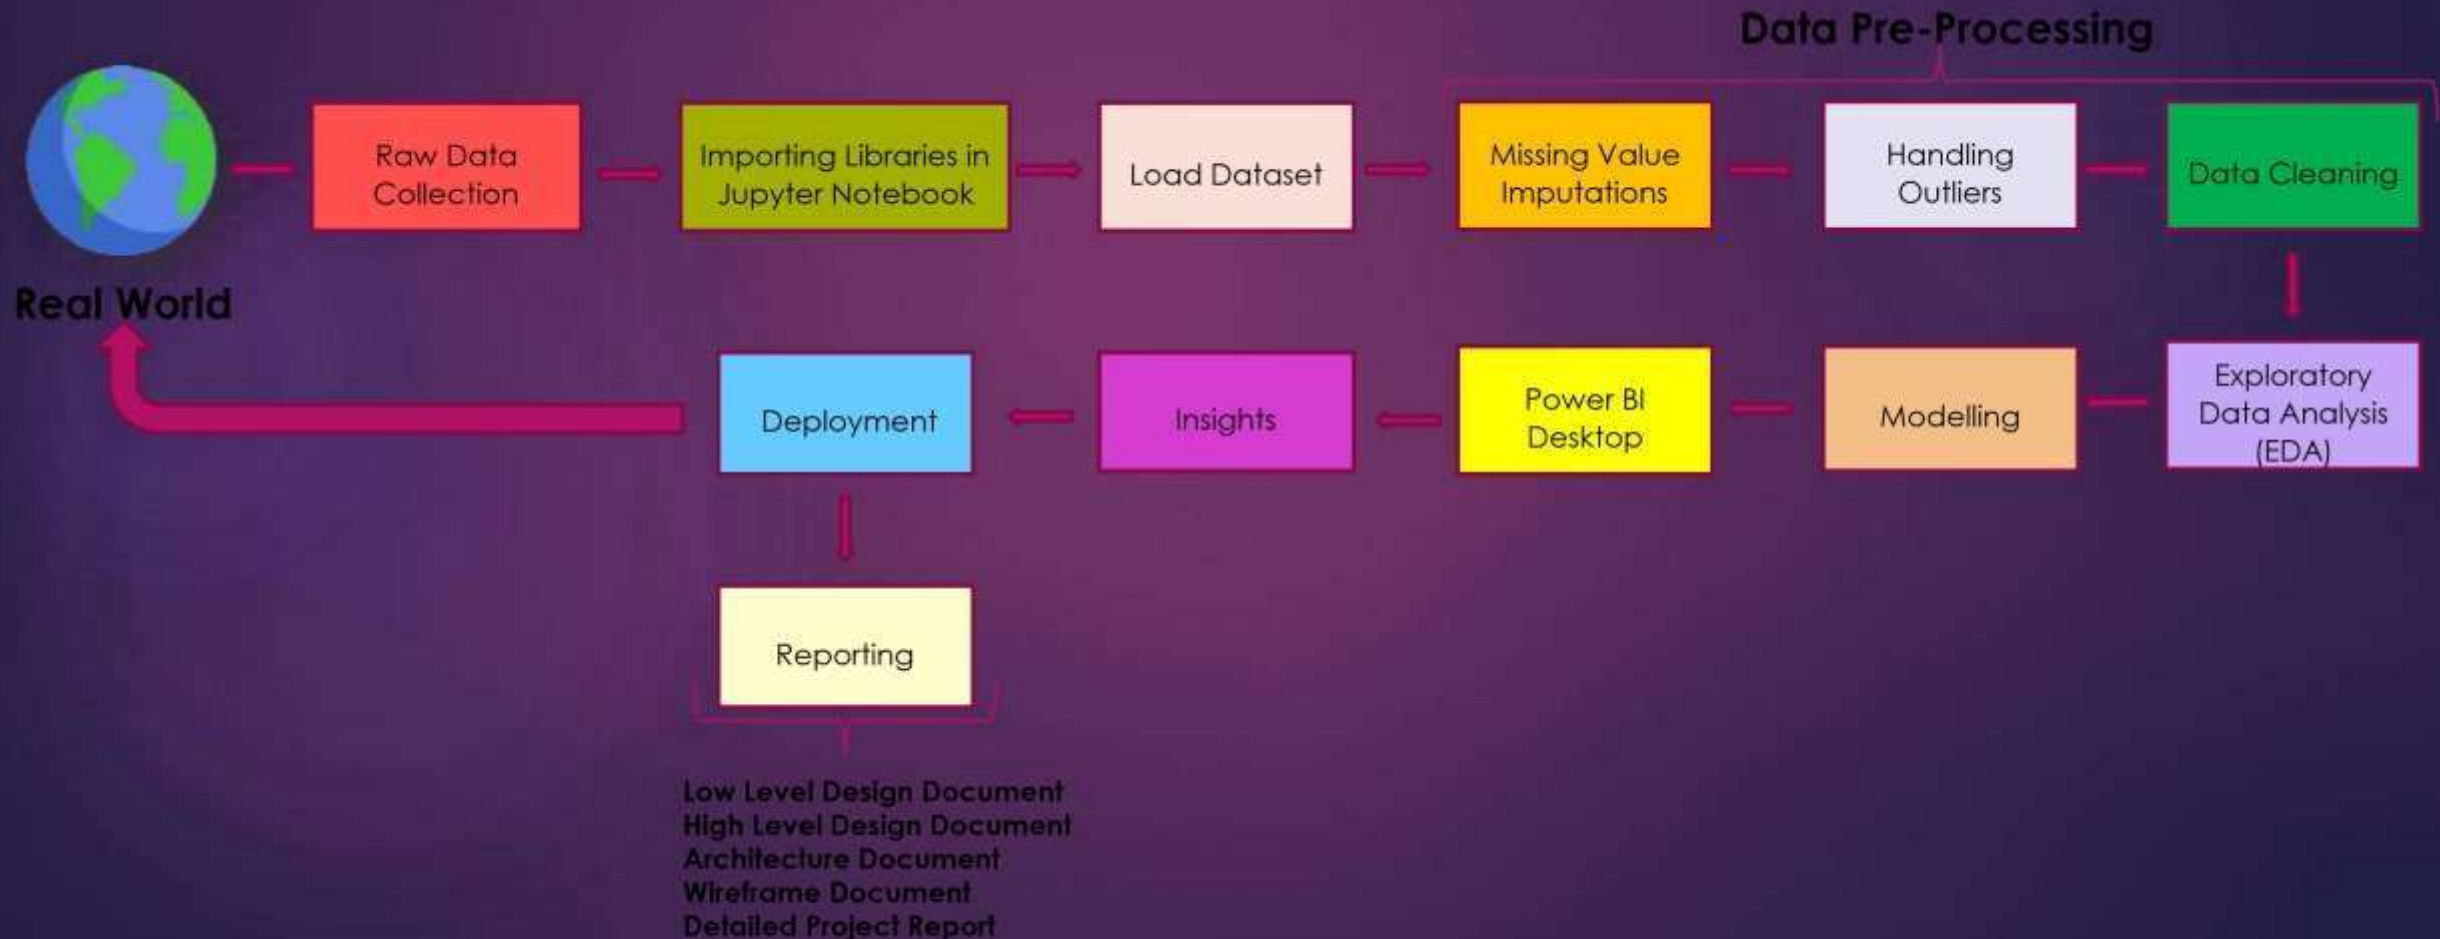 Data Pre-Processing
Raw Data
Collection
Importing Libraries in
Jupyter Notebook
Load Dataset
Missing Value
Imputations
Handling
Outliers
Data Cleaning
Real World
Deployment
Insights
Power BI
Desktop
Modelling
Exploratory
Data Analysis
(EDA)
Reporting
Low Level Design Document
High Level Design Document
Architecture Document
Wireframe Document
Detailed Project Report